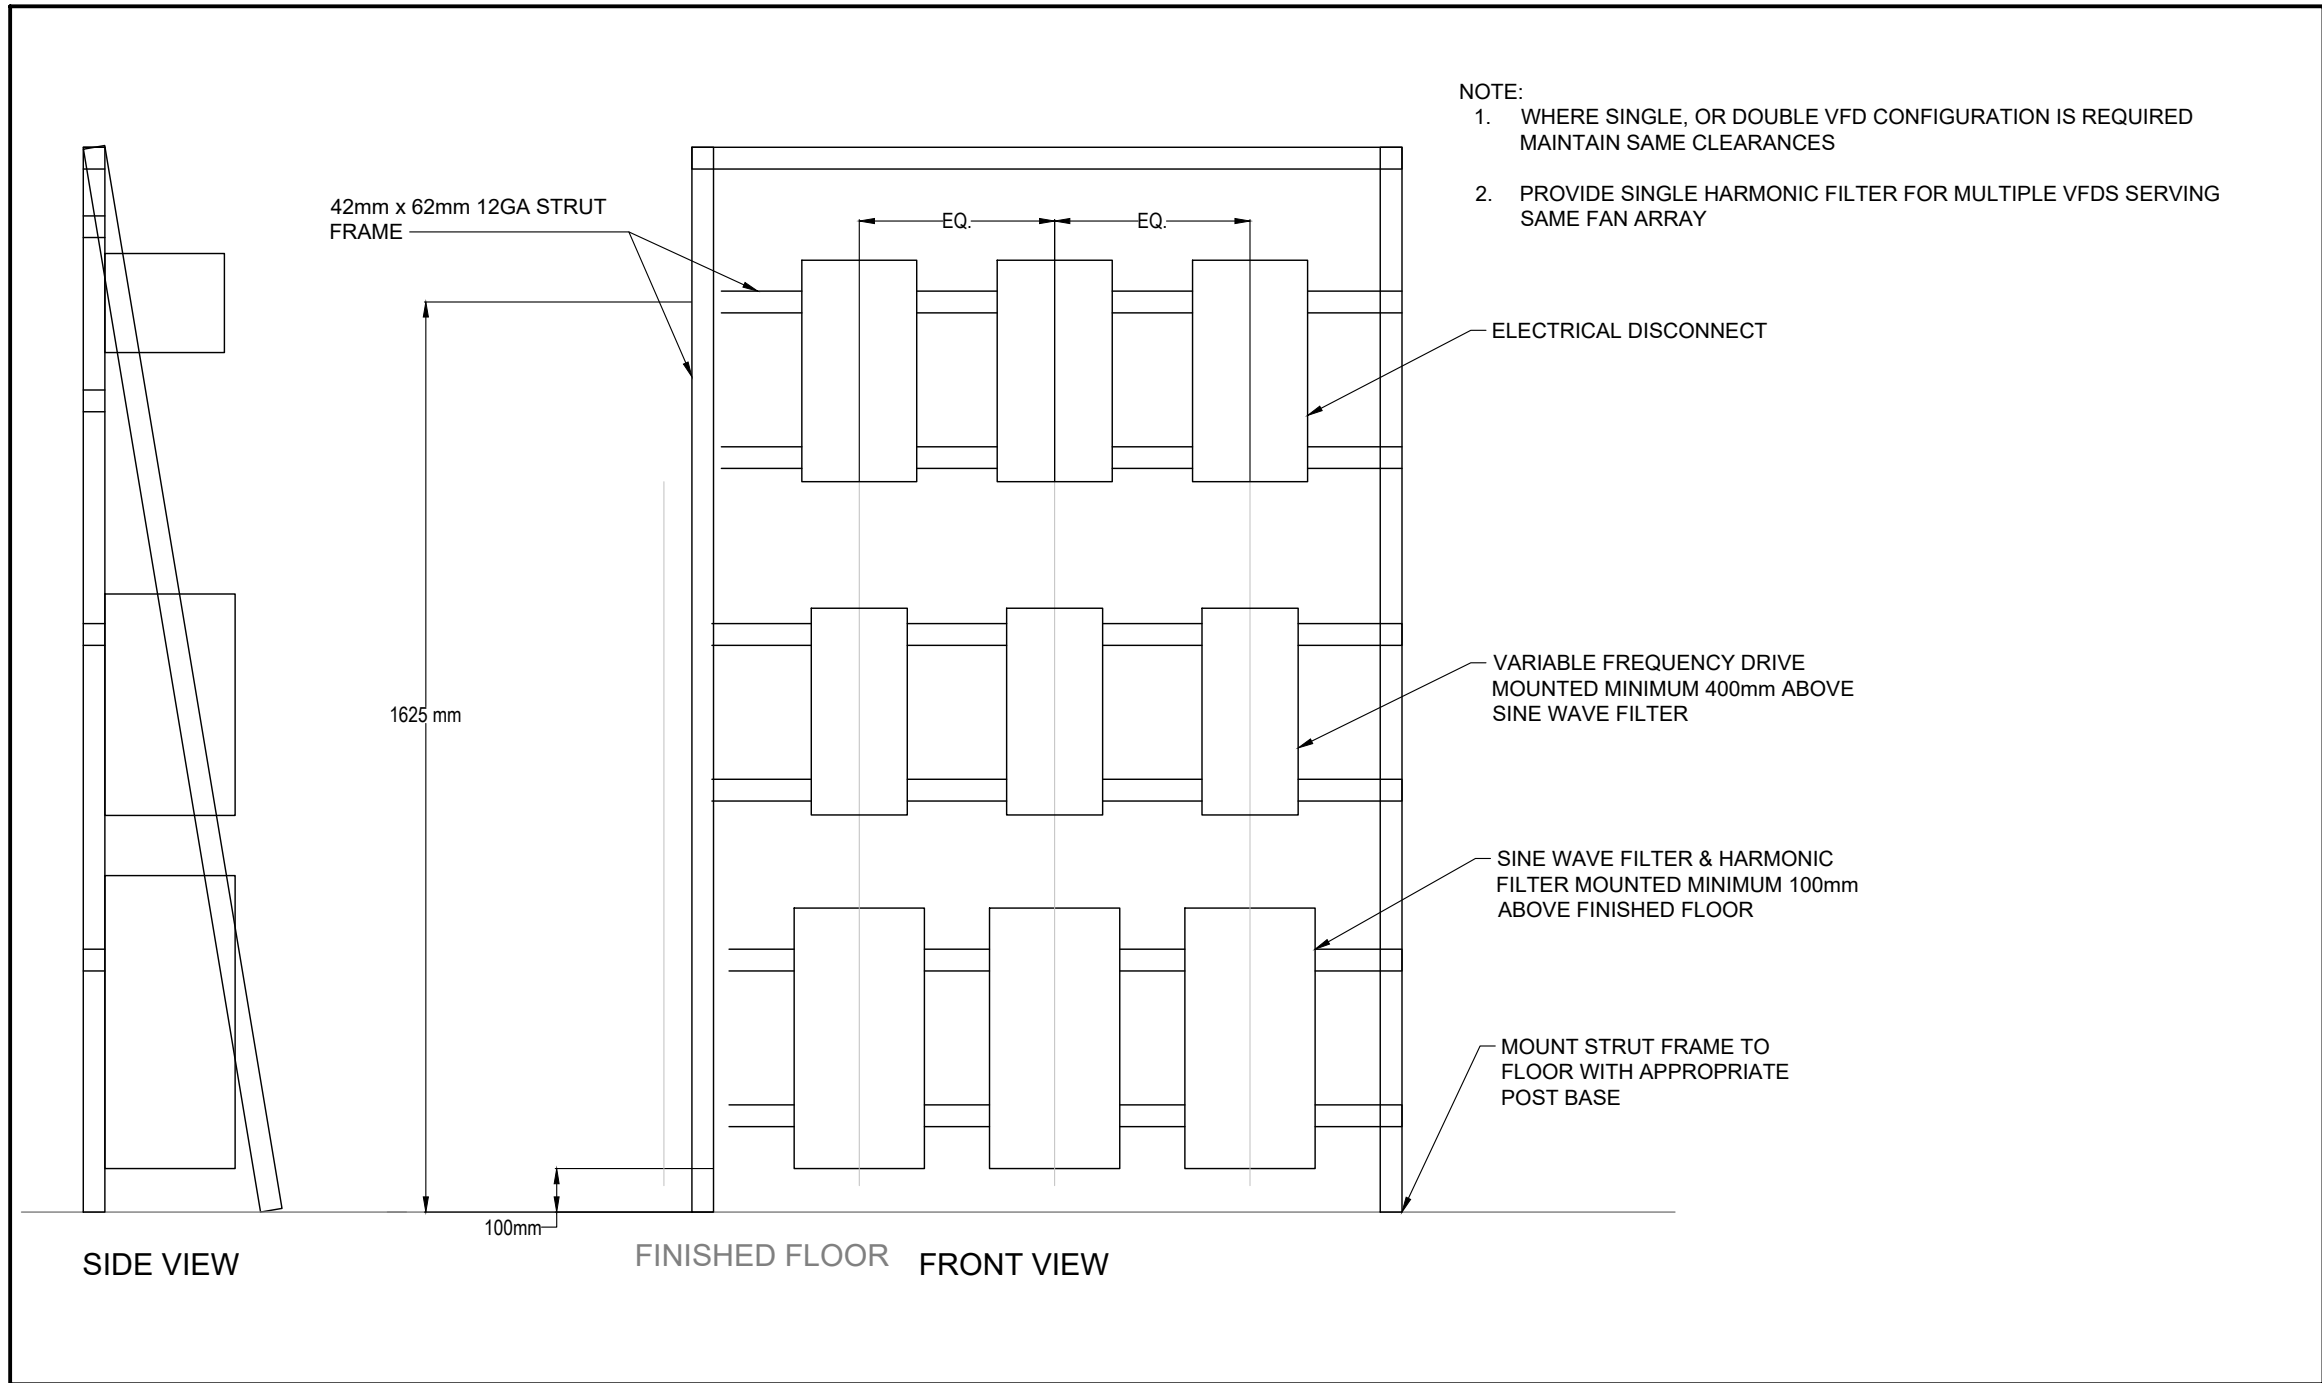 NOTE:
1. WHERE SINGLE, OR DOUBLE VFD CONFIGURATION IS REQUIRED
MAINTAIN SAME CLEARANCES
2. PROVIDE SINGLE HARMONIC FILTER FOR MULTIPLE VFDS SERVING
SAME FAN ARRAY
42mm x 62mm 12GA STRUT
FRAME
EQ.
EQ.
ELECTRICAL DISCONNECT
VARIABLE FREQUENCY DRIVE
MOUNTED MINIMUM 400mm ABOVE
SINE WAVE FILTER
1625 mm
SINE WAVE FILTER & HARMONIC
FILTER MOUNTED MINIMUM 100mm
ABOVE FINISHED FLOOR
MOUNT STRUT FRAME TO
FLOOR WITH APPROPRIATE
POST BASE
100mm
SIDE VIEW
FINISHED FLOOR
FRONT VIEW